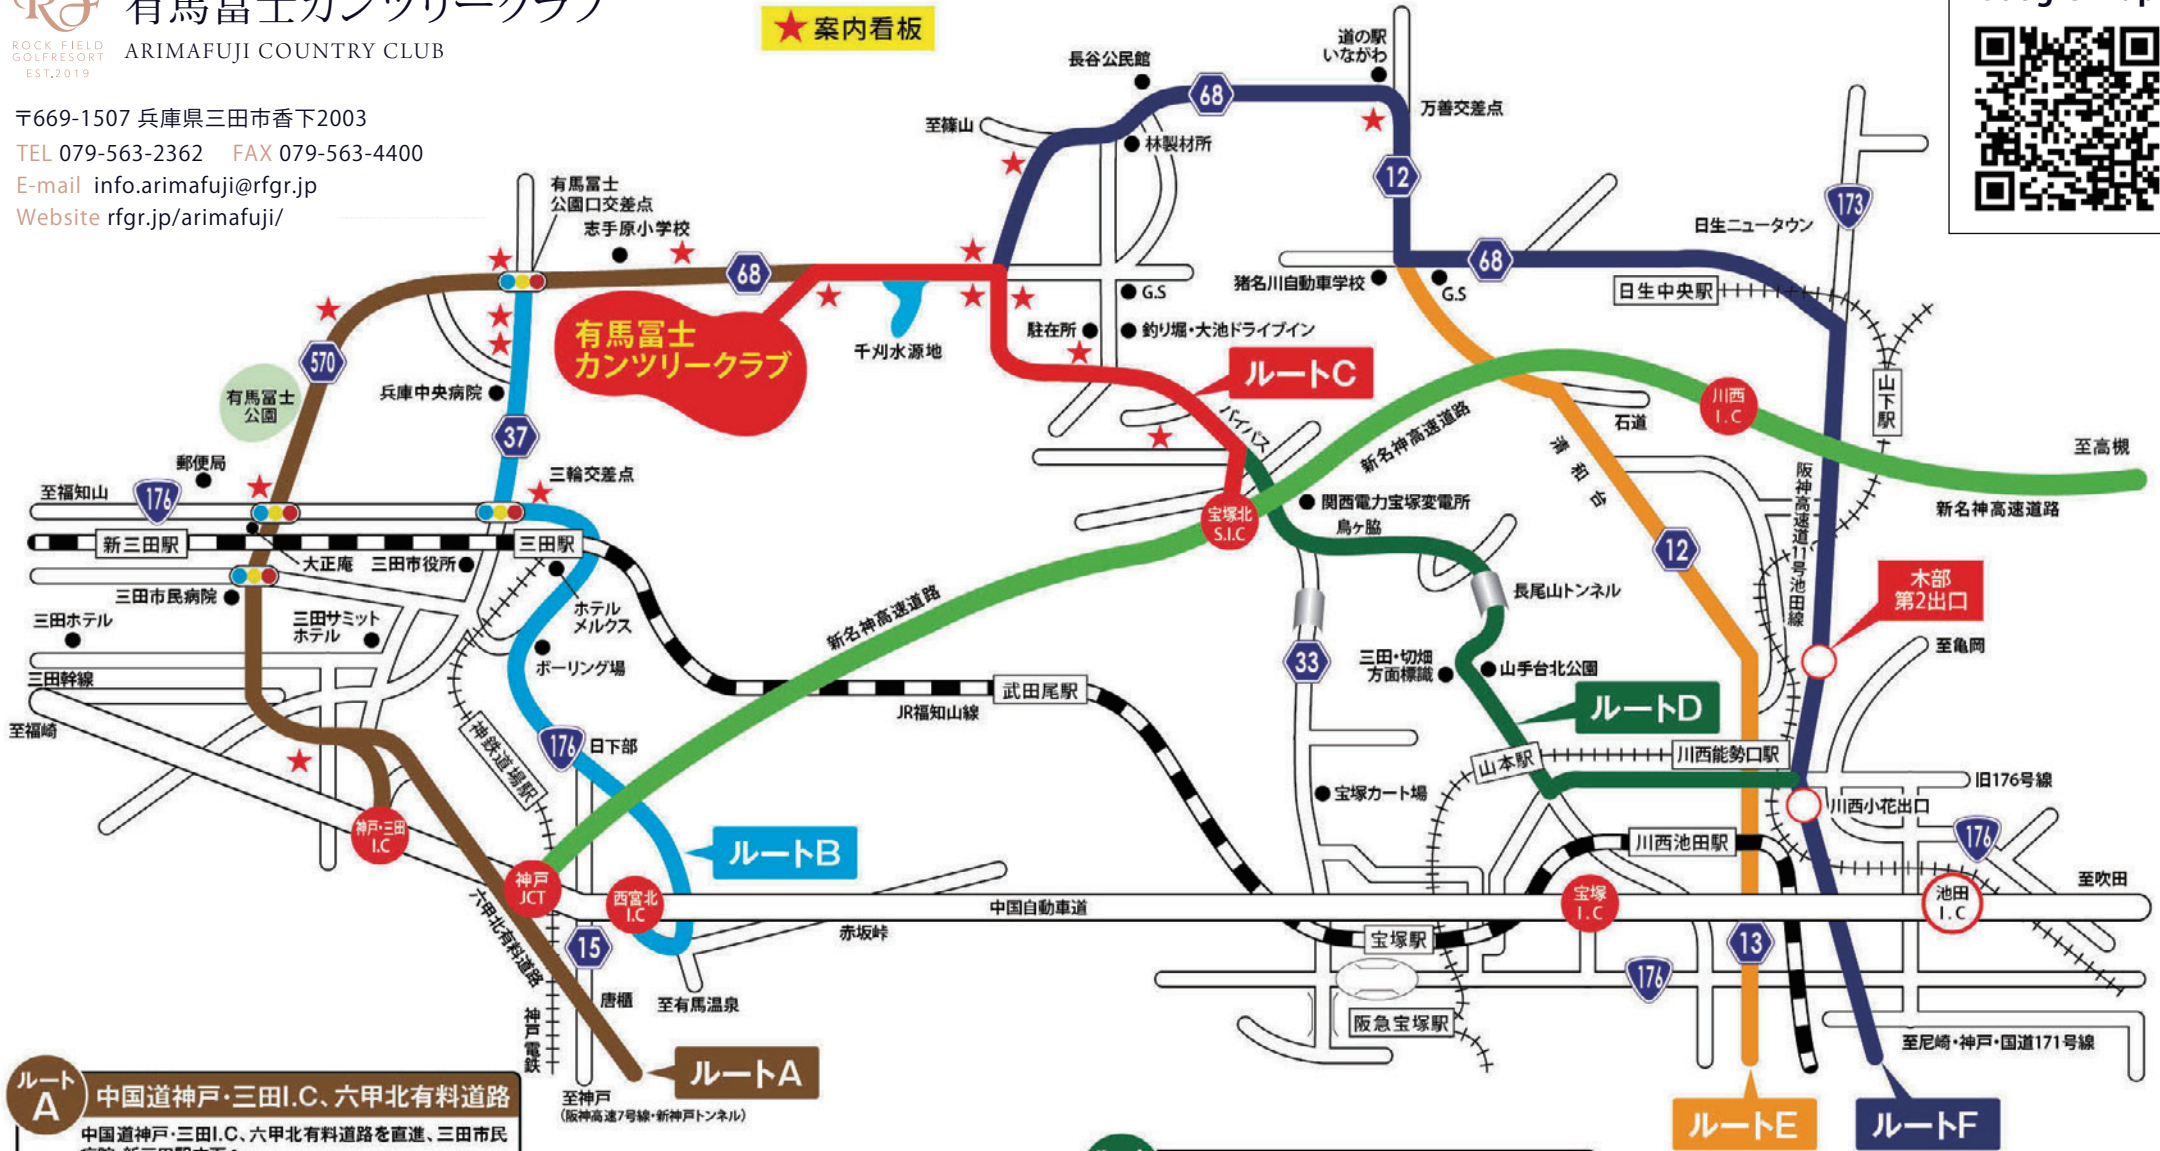 有馬冨士カンツリークラブ
ROCK FIELD
GOLFRESORT
EST.2019
ARIMAFUJI COUNTRY CLUB
〒669-1507 兵庫県三田市香下2003
TEL 079-563-2362 FAX 079-563-4400
E-mail info.arimafuji@rfgr.jp
Website rfgr.jp/arimafuji/
★案内看板
道の駅
いながわ
長谷公民館
68
万善交差点
至篠山
林製材所
12
173
有馬冨士
公園口交差点
志手原小学校
日生ニュータウン
68
68
猪名川自動車学校
G.S
G.S
日生中央駅
570
有馬冨士
カンツリークラブ
千刈水源地
駐在所
釣り堀・大池ドライブイン
ルートC
有馬冨士
公園
兵庫中央病院
37
バイパス
新名神高速道路
石道
川西
I.C
山下駅
至高槻
清和台
郵便局
三輪交差点
至福知山
176
関西電力宝塚変電所
鳥ヶ脇
宝塚北
S.I.C
阪神高速道11号池田線
新名神高速道路
新三田駅
三田駅
大正庵
三田市役所
12
三田市民病院
ホテル
メルクス
新名神高速道路
長尾山トンネル
木部
第2出口
三田ホテル
三田サミット
ホテル
至亀岡
ボーリング場
33
三田・切畑
方面標識
山手台北公園
三田幹線
武田尾駅
JR福知山線
ルートD
至福崎
神鉄道場駅
176
日下部
山本駅
川西能勢口駅
旧176号線
宝塚カート場
川西小花出口
神戸・三田
I.C
ルートB
川西池田駅
176
神戸
JCT
西宮北
I.C
中国自動車道
宝塚
I.C
池田
I.C
至吹田
六甲北有料道路
15
赤坂峠
宝塚駅
13
176
唐櫃
至有馬温泉
神戸電鉄
阪急宝塚駅
至尼崎・神戸・国道171号線
ルートA
至神戸
(阪神高速7号線・新神戸トンネル)
ルートE
ルートF
ルート
A
中国道神戸・三田I.C、六甲北有料道路
中国道神戸・三田I.C、六甲北有料道路を直進、三田市民